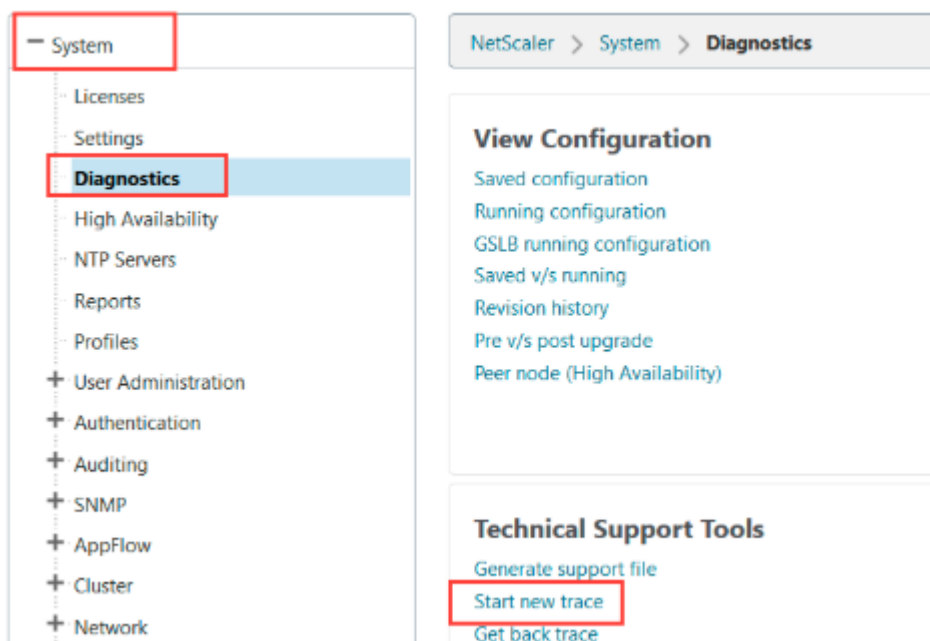 System
Licenses
Settings
Diagnostics
High Availability
NTP Servers
Reports
Profiles
User Administration
Authentication
Auditing
SNMP
AppFlow
Cluster
Network
NetScaler > System > Diagnostics
View Configuration
Saved configuration
Running configuration
GSLB running configuration
Saved v/s running
Revision history
Pre v/s post upgrade
Peer node (High Availability)
Technical Support Tools
Generate support file
Start new trace
Get back trace